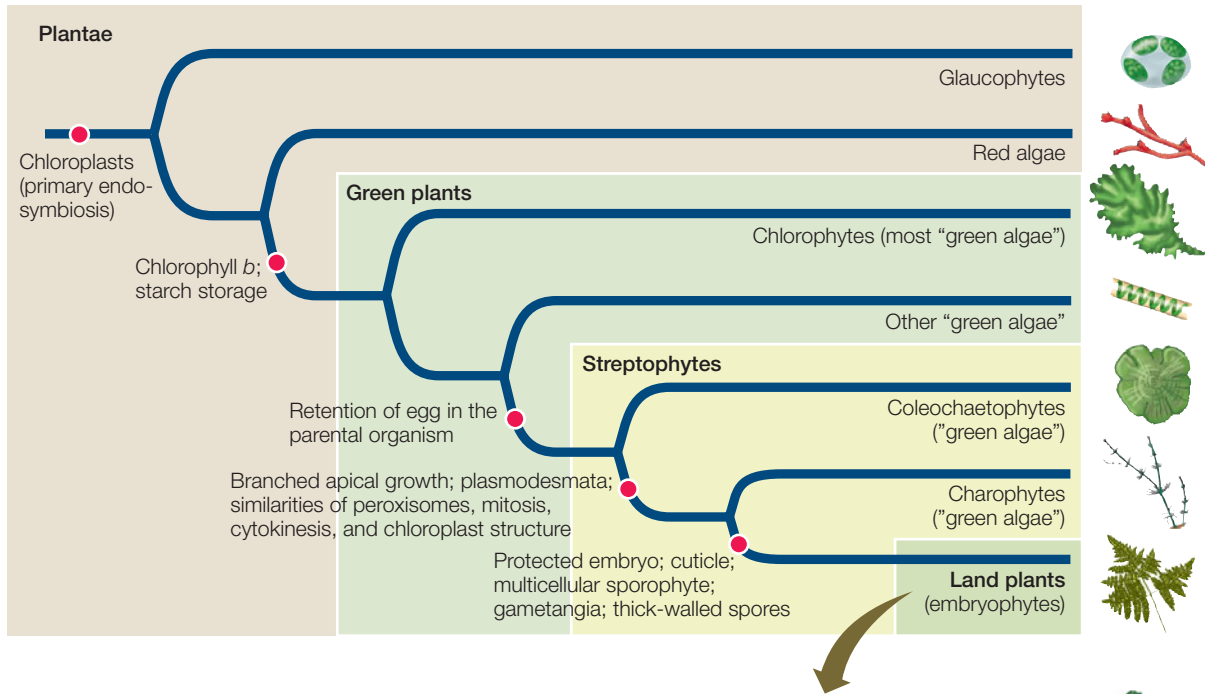 Plantae
Glaucophytes
Chloroplasts
(primary endo-
symbiosis)
Red algae
Green plants
Chlorophytes (most “green algae”)
Chlorophyll b;
starch storage
Other “green algae”
Streptophytes
Retention of egg in the
parental organism
Coleochaetophytes
(”green algae”)
Branched apical growth; plasmodesmata;
similarities of peroxisomes, mitosis,
cytokinesis, and chloroplast structure
Charophytes
(”green algae”)
Protected embryo; cuticle;
multicellular sporophyte;
gametangia; thick-walled spores
Land plants
(embryophytes)